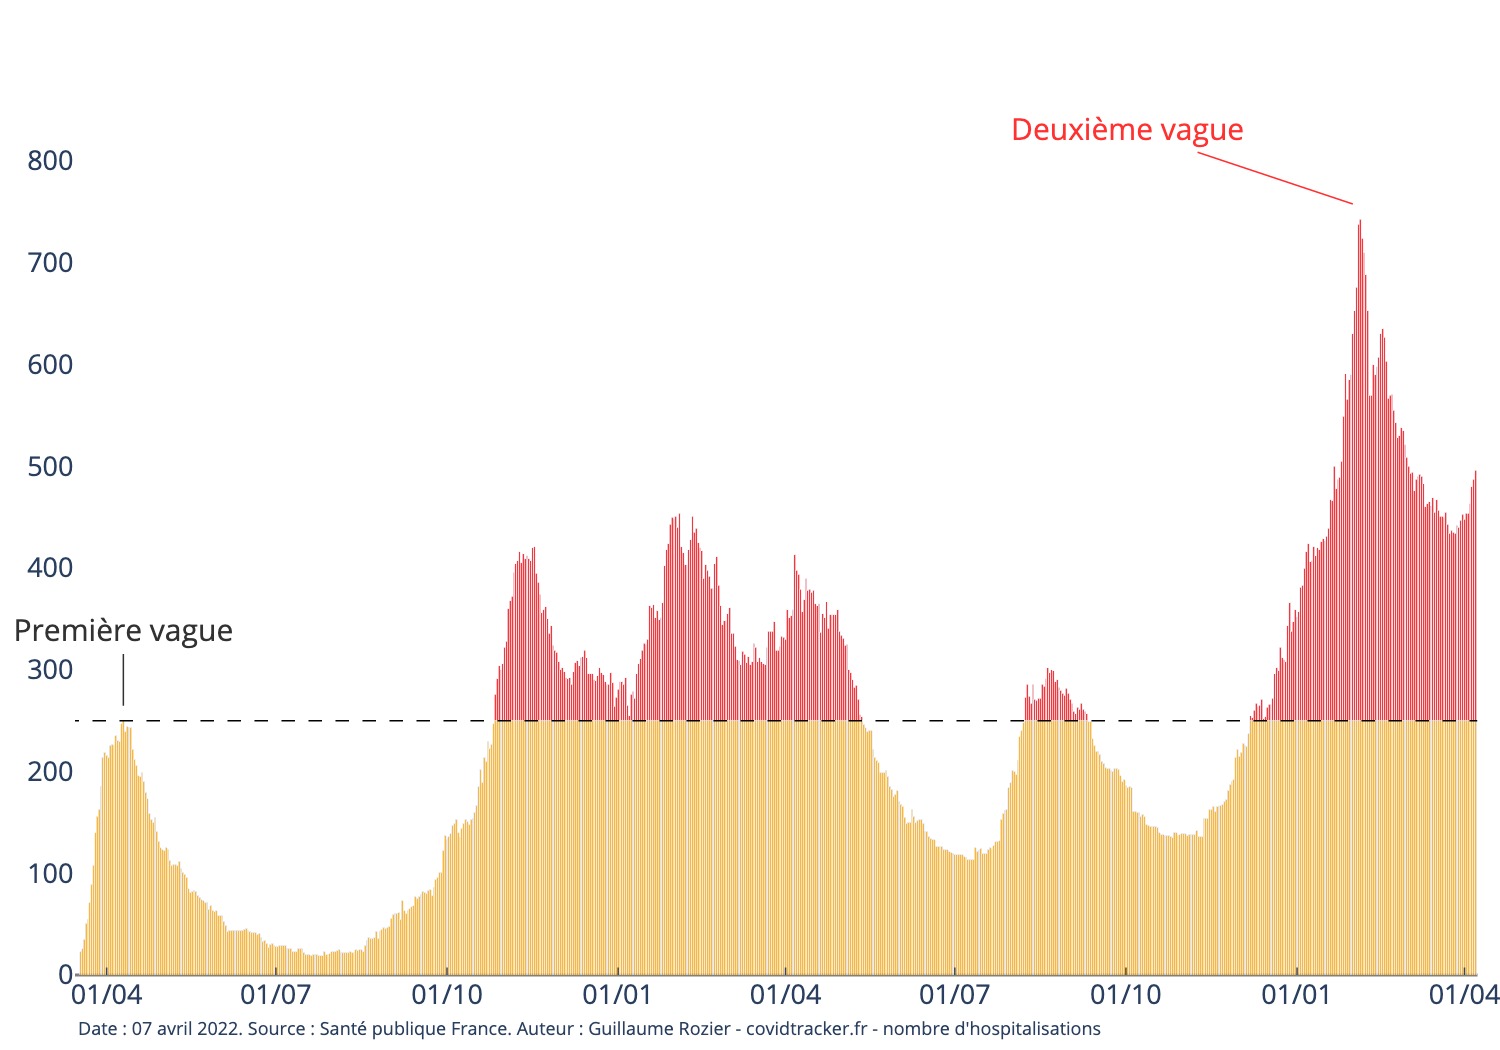 Deuxième vague
800
700
600
500
400
Première vague
300
200
100
0
01/04 01/07 01/10 01/01 01/04 01/07 01/10 01/01 01/04
Date : 07 avril 2022. Source : Santé publique France. Auteur : Guillaume Rozier - covidtracker.fr - nombre d'hospitalisations